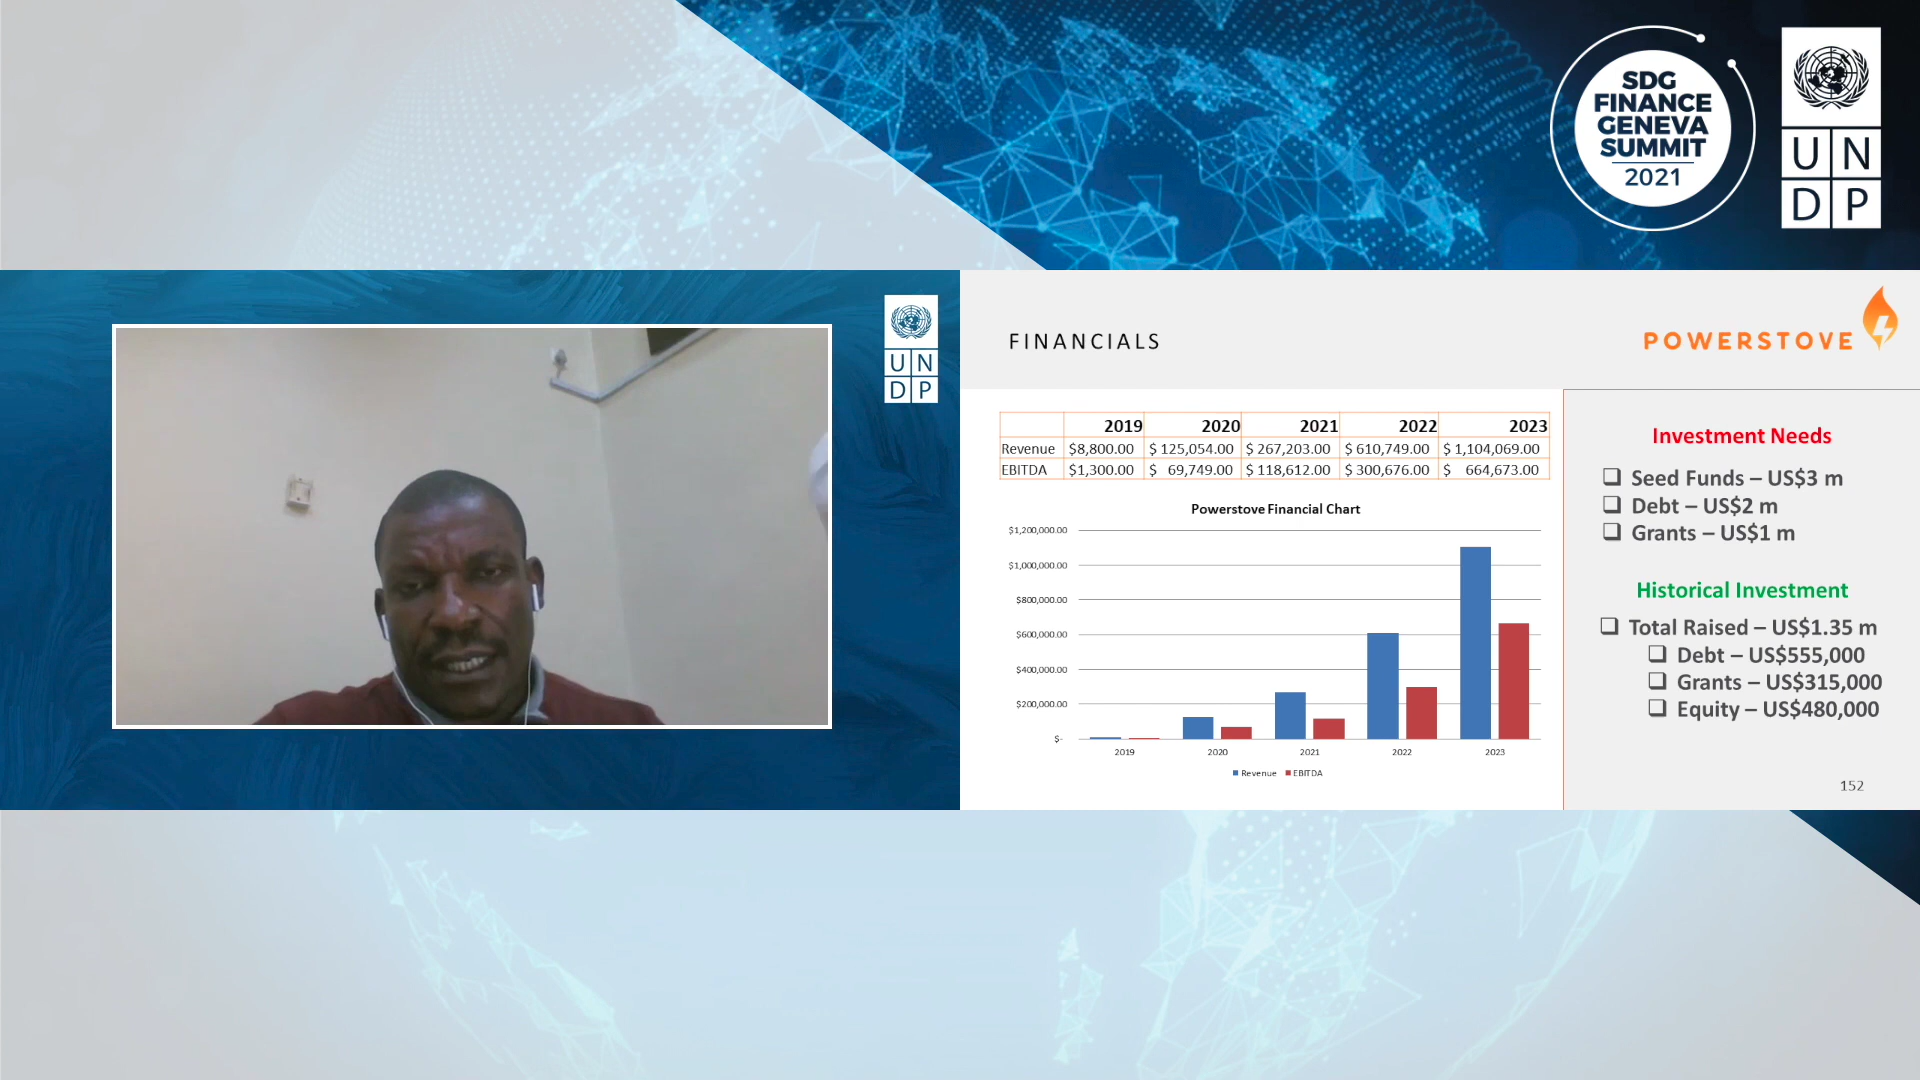 SDG
FINANCE
GENEVA
SUMMIT
2021
U N
D P
U N
D P
FINANCIALS
POWERSTOVE
2019 2020 2021 2022 2023
Revenue $8,800.00 $ 125,054.00 $ 267,203.00 $ 610,749.00 $ 1,104,069.00
EBITDA $1,300.00 $ 69,749.00 $ 118,612.00 $ 300,676.00 $ 664,673.00
Powerstove Financial Chart
$1,200,000.00
$1,000,000.00
$800,000.00
$600,000.00
$400,000.00
$200,000.00
$-
2019 2020 2021 2022 2023
Revenue EBITDA
Investment Needs
Seed Funds – US$3 m
Debt – US$2 m
Grants – US$1 m
Historical Investment
Total Raised – US$1.35 m
Debt – US$555,000
Grants – US$315,000
Equity – US$480,000
152